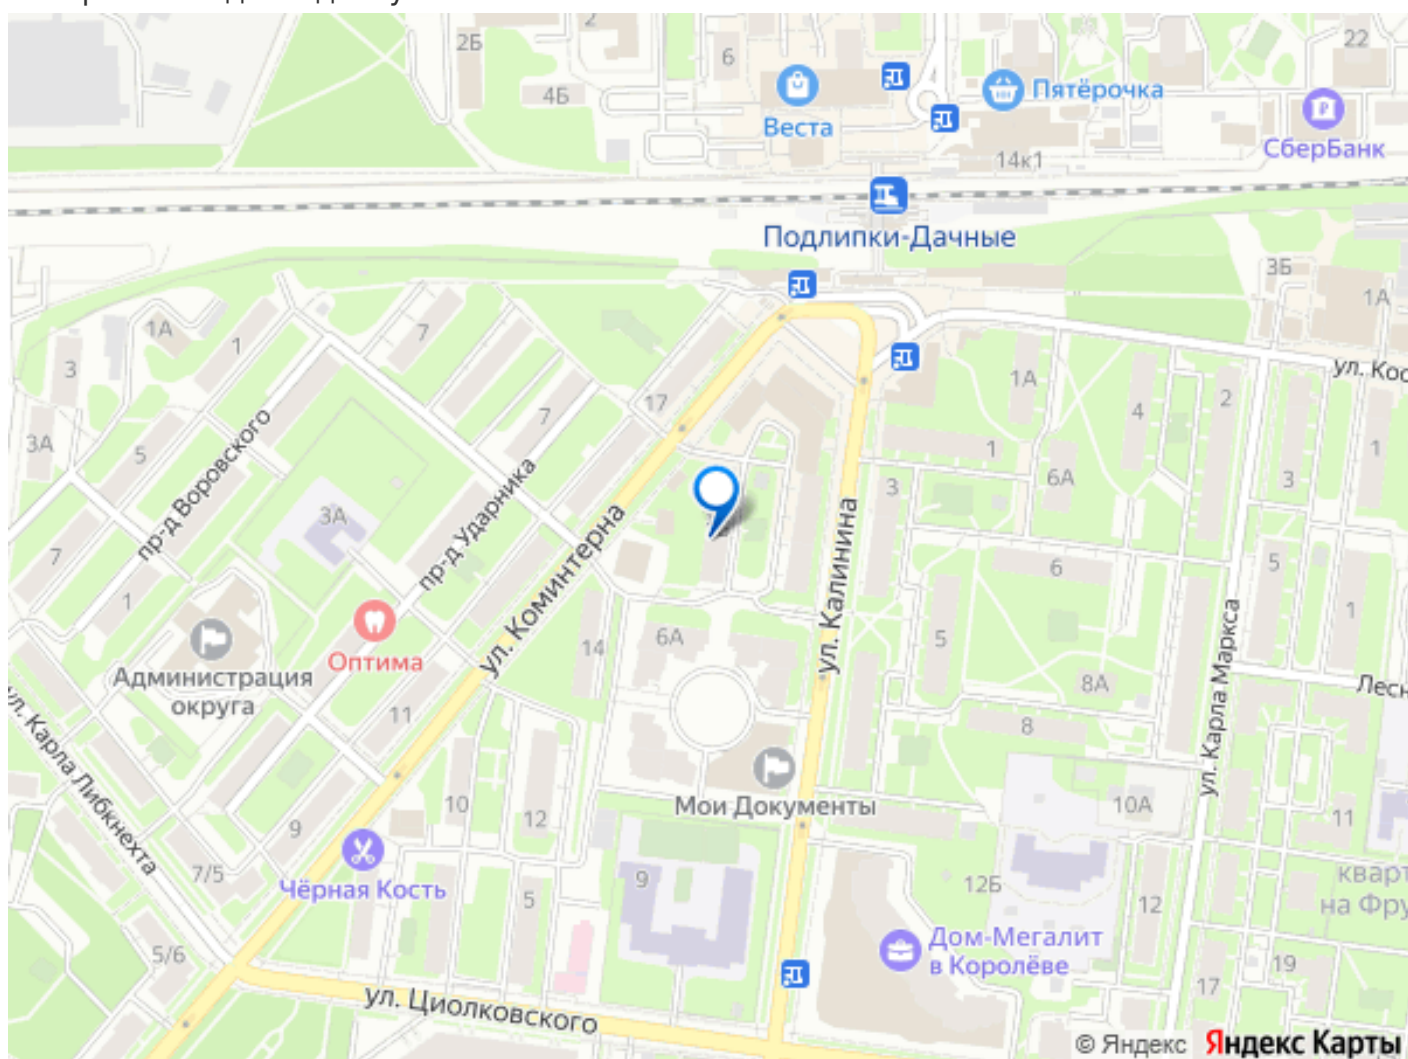 2Б
2
6
22
4Б
Веста
Пятёрочка
14к1
СберБанк
Подлипки-Дачные
3Б
1А
1А
1
7
3
ул. Кос
1А
4
2
17
7
3А
5
пр-д Воровского
1
1
6А
3
3
3А
пр-д Ударника
ул. Коминтерна
ул. Калинина
7
1
6
5
1
ул. Карла Маркса
Оптима
Администрация
округа
14
6А
5
8А
Лесн
ул. Карла Либкнехта
11
8
Мои Документы
10
12
10А
11
9
7/5
Чёрная Кость
9
5
12Б
12
кварт
на Фру
Дом-Мегалит
в Королёве
5/6
19
17
ул. Циолковского
© Яндекс Яндекс Карты